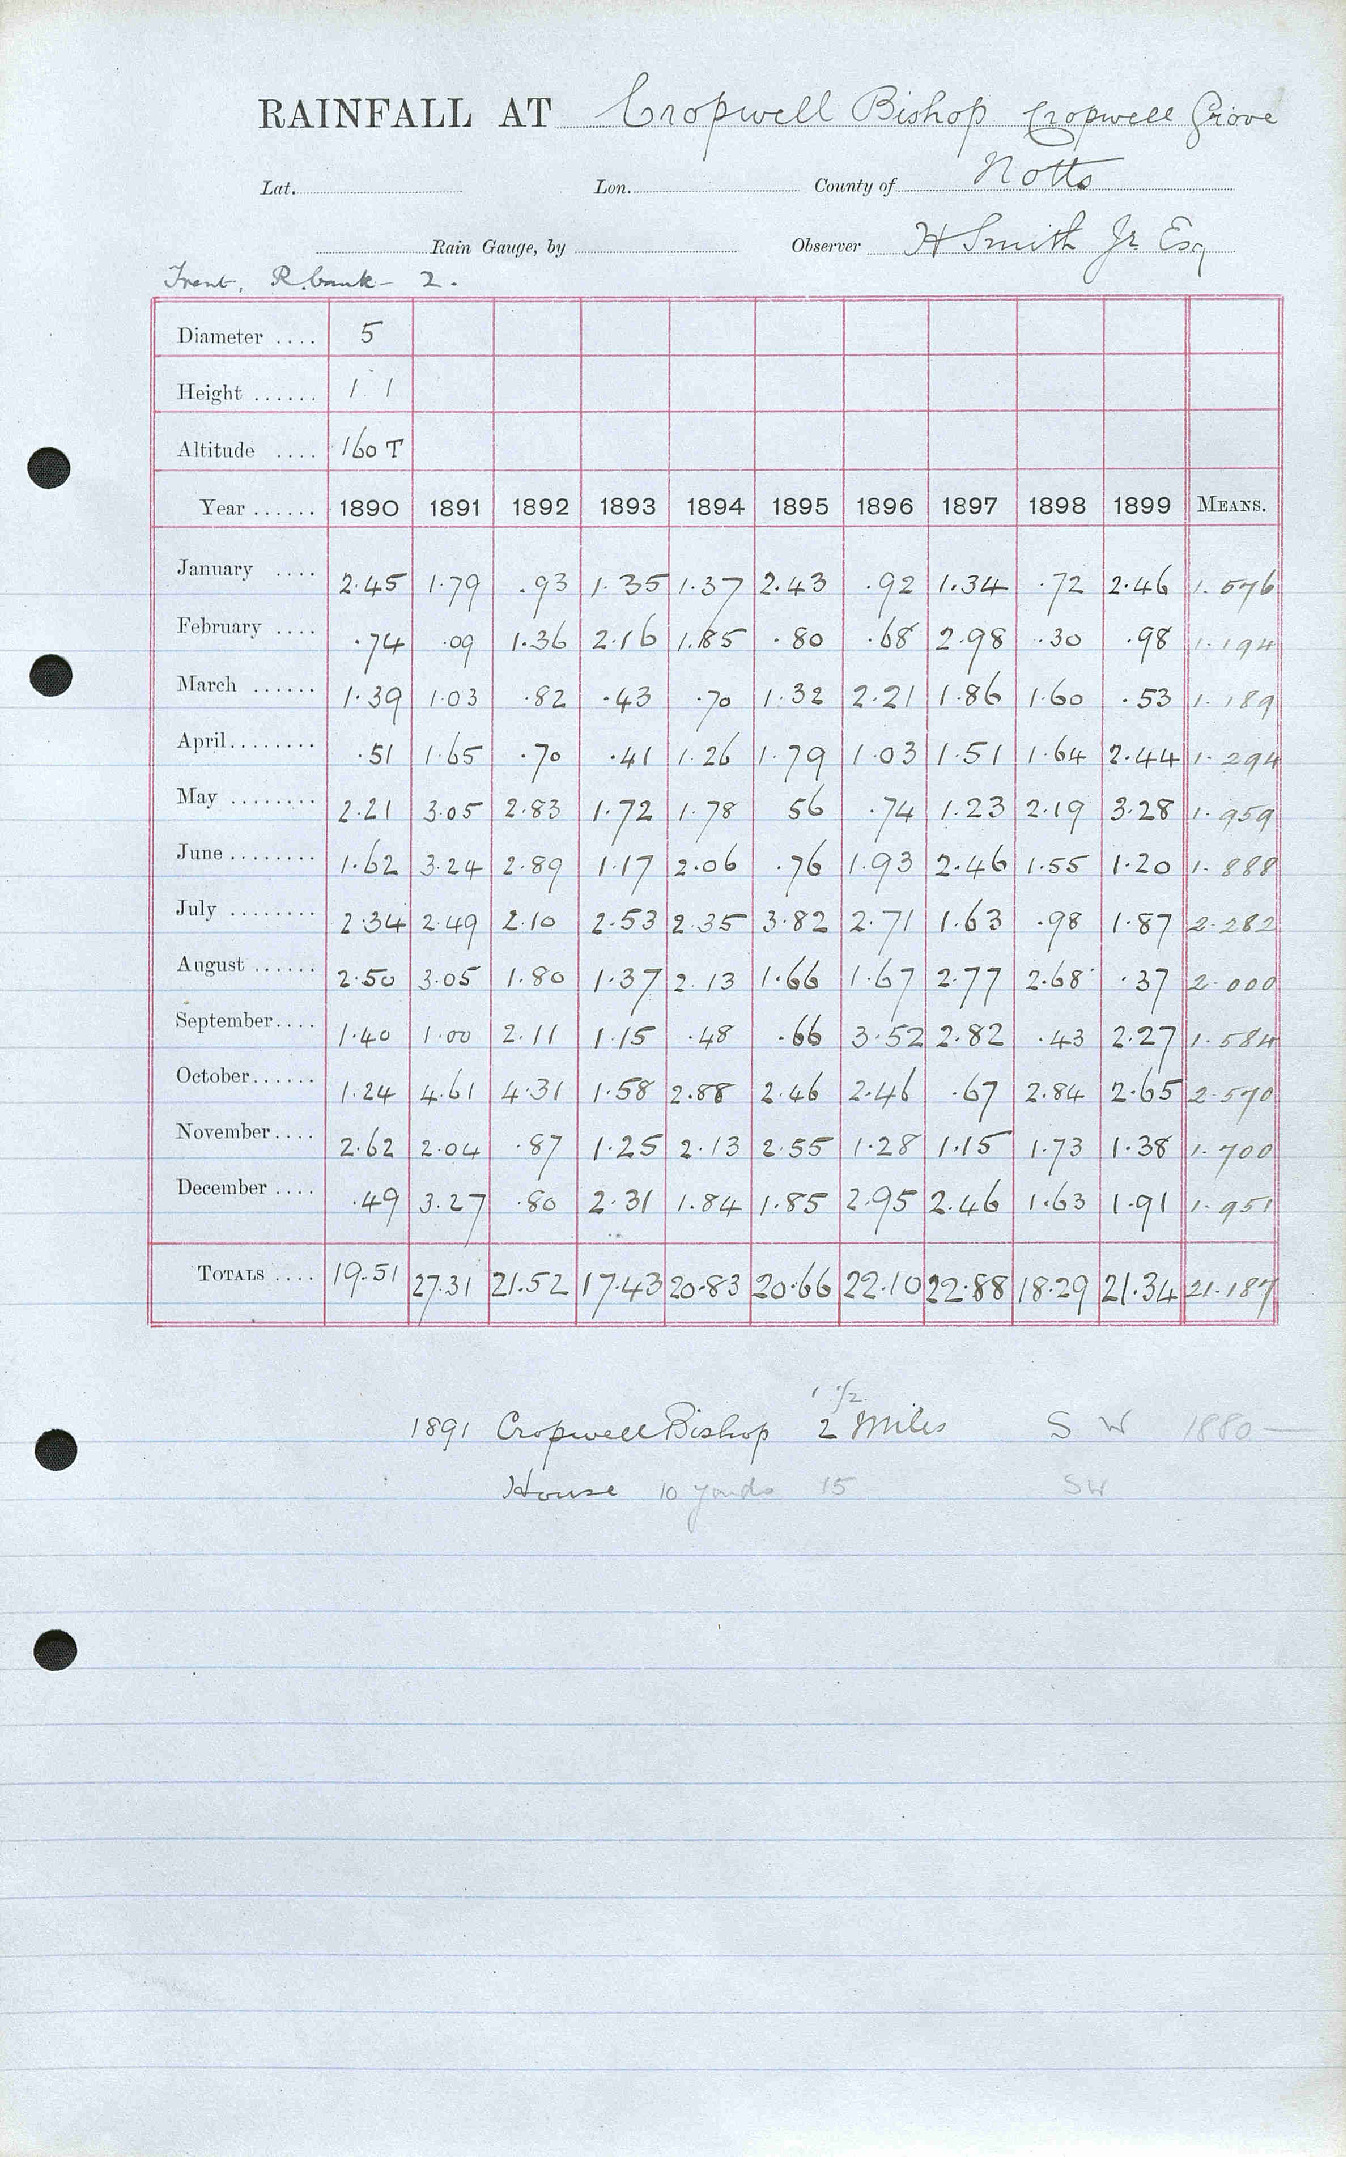 RAINFALL AT Cropwell Bishop Cropwell Grove
Lat. Lon. County of Notts
Rain Gauge, by Observer H Smith Jr Esq
Trent, R. bank - 2.
Diameter .... 5
Height ...... 1 1
Altitude .... 160 T
Year ...... 1890 1891 1892 1893 1894 1895 1896 1897 1898 1899 MEANS.
January .... 2.45 1.79 .93 1.35 1.37 2.43 .92 1.34 .72 2.46 1.576
February .... .74 .09 1.36 2.16 1.85 .80 .68 2.98 .30 .98 1.194
March ...... 1.39 1.03 .82 .43 .70 1.32 2.21 1.86 1.60 .53 1.189
April ........ .51 1.65 .70 .41 1.26 1.79 1.03 1.51 1.64 2.44 1.294
May ........ 2.21 3.05 2.83 1.72 1.78 56 .74 1.23 2.19 3.28 1.959
June ........ 1.62 3.24 2.89 1.17 2.06 .76 1.93 2.46 1.55 1.20 1.888
July ........ 2.34 2.49 2.10 2.53 2.35 3.82 2.71 1.63 .98 1.87 2.282
August ...... 2.50 3.05 1.80 1.37 2.13 1.66 1.67 2.77 2.68 .37 2.000
September .... 1.40 1.00 2.11 1.15 .48 .66 3.52 2.82 .43 2.27 1.584
October ...... 1.24 4.61 4.31 1.58 2.88 2.46 2.46 .67 2.84 2.65 2.570
November .... 2.62 2.04 .87 1.25 2.13 2.55 1.28 1.15 1.73 1.38 1.700
December .... .49 3.27 .80 2.31 1.84 1.85 2.95 2.46 1.63 1.91 1.951
TOTALS .... 19.51 27.31 21.52 17.43 20.83 20.66 22.10 22.88 18.29 21.34 21.187
1 1/2
1891 Cropwell Bishop 2 Miles S W 1880 —
House 10 yards 15 SW